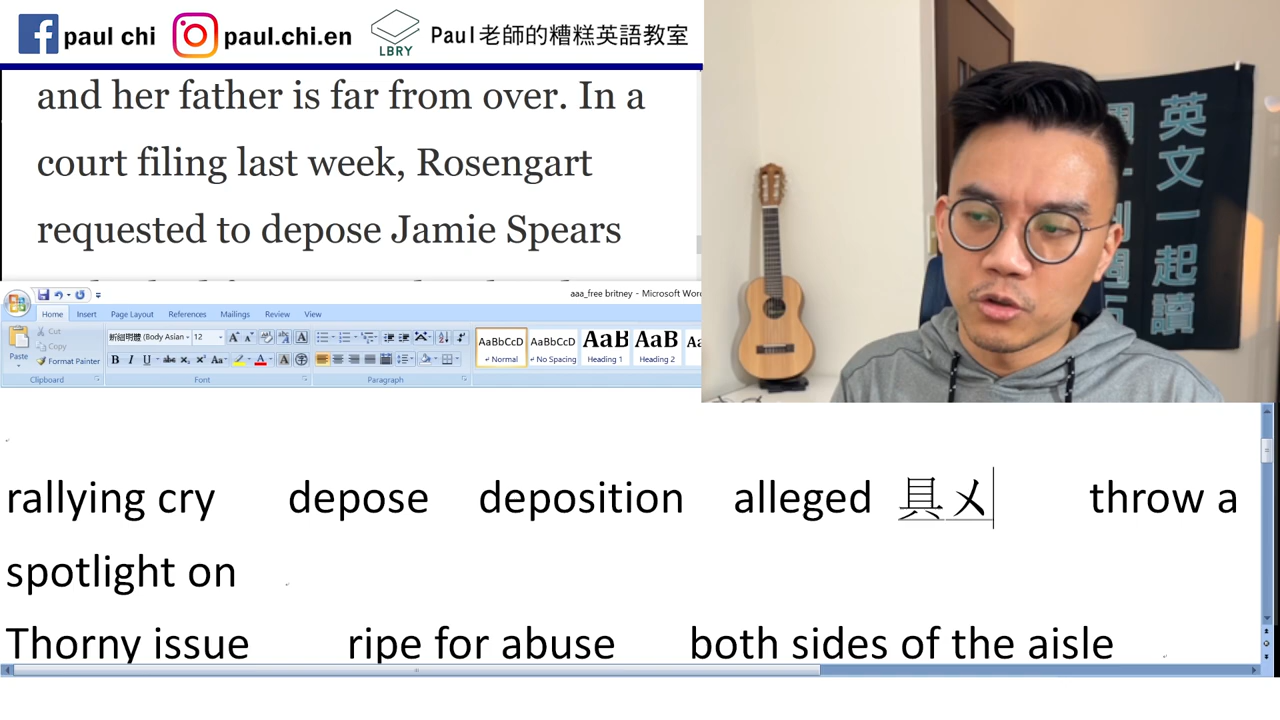 paul chi
paul.chi.en
LBRY
Paul老師的糟糕英語教室
and her father is far from over. In a
court filing last week, Rosengart
requested to depose Jamie Spears
aaa_free britney - Microsoft Word
Home Insert Page Layout References Mailings Review View
Paste
Cut
Copy
Format Painter
新細明體 (Body Asian 12
AaBbCcD AaBbCcD AaBb AaBb Aa
Normal No Spacing Heading 1 Heading 2
Clipboard Font Paragraph
英文一起讀
rallying cry depose deposition alleged 具ㄨ throw a
spotlight on
Thorny issue ripe for abuse both sides of the aisle